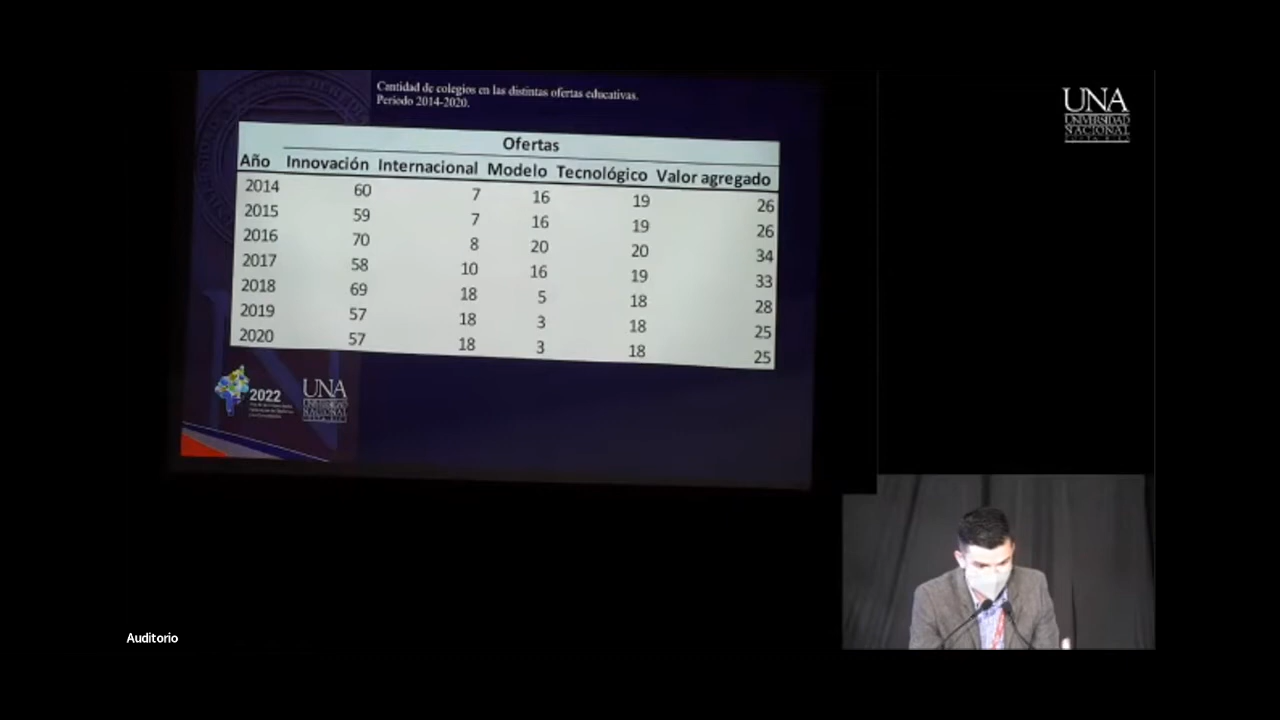 Cantidad de colegios en las distintas ofertas educativas.
Periodo 2014-2020.
Ofertas
Año Innovación Internacional Modelo Tecnológico Valor agregado
2014 60 7 16 19 26
2015 59 7 16 19 26
2016 70 8 20 20 34
2017 58 10 16 19 33
2018 69 18 5 18 28
2019 57 18 3 18 25
2020 57 18 3 18 25
2022
UNA
UNIVERSIDAD
NACIONAL
UNA
UNIVERSIDAD
NACIONAL
Auditorio